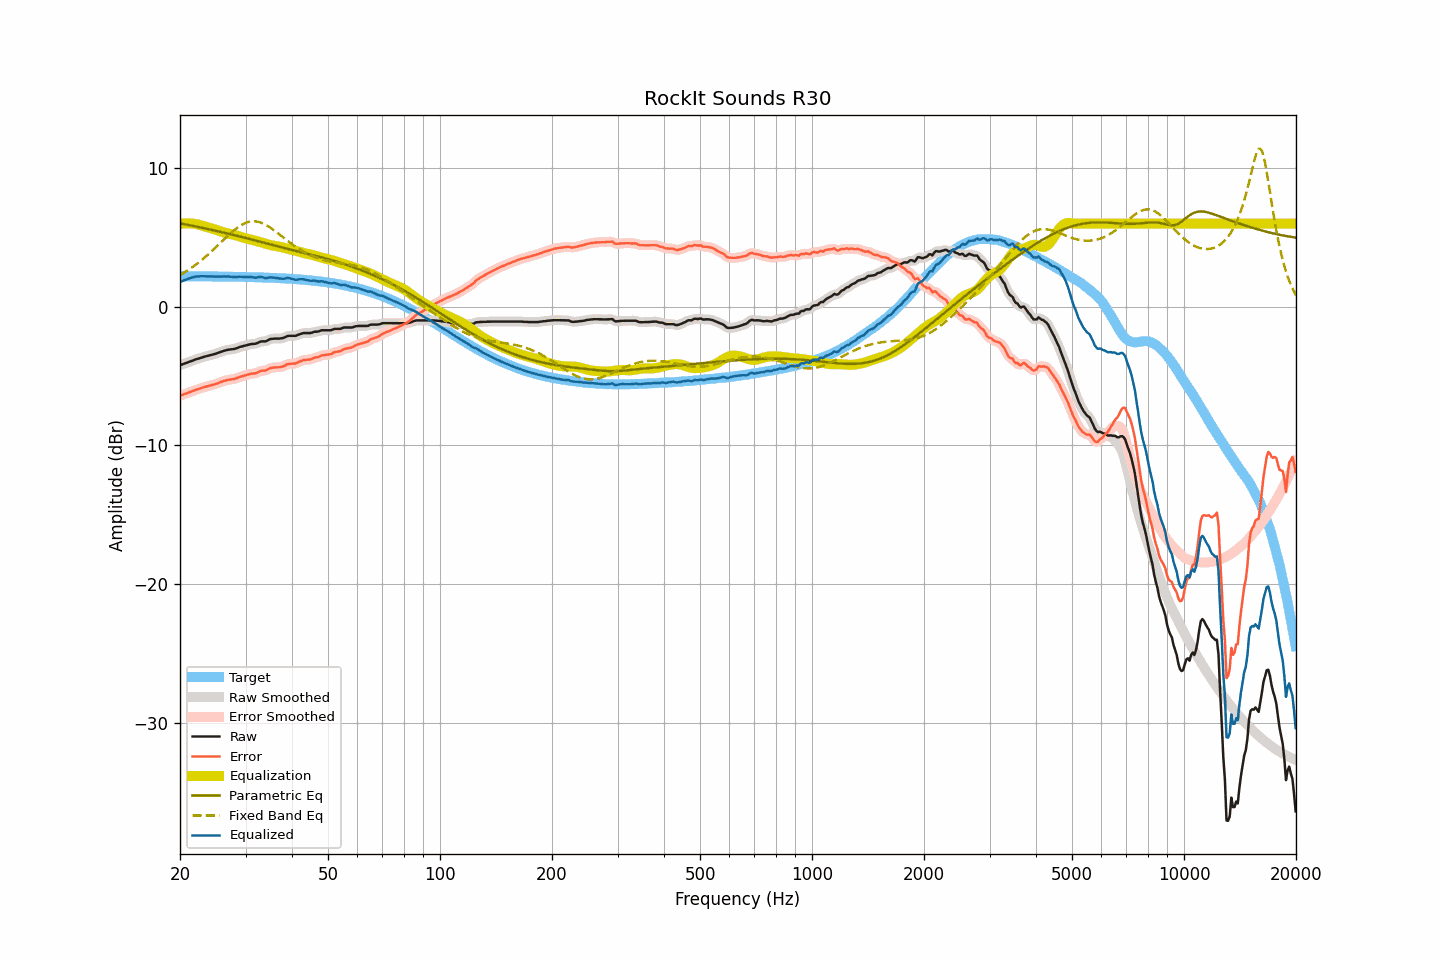 RockIt Sounds R30
10
0
−10
−20
−30
Amplitude (dBr)
Target
Raw Smoothed
Error Smoothed
Raw
Error
Equalization
Parametric Eq
Fixed Band Eq
Equalized
20 50 100 200 500 1000 2000 5000 10000 20000
Frequency (Hz)